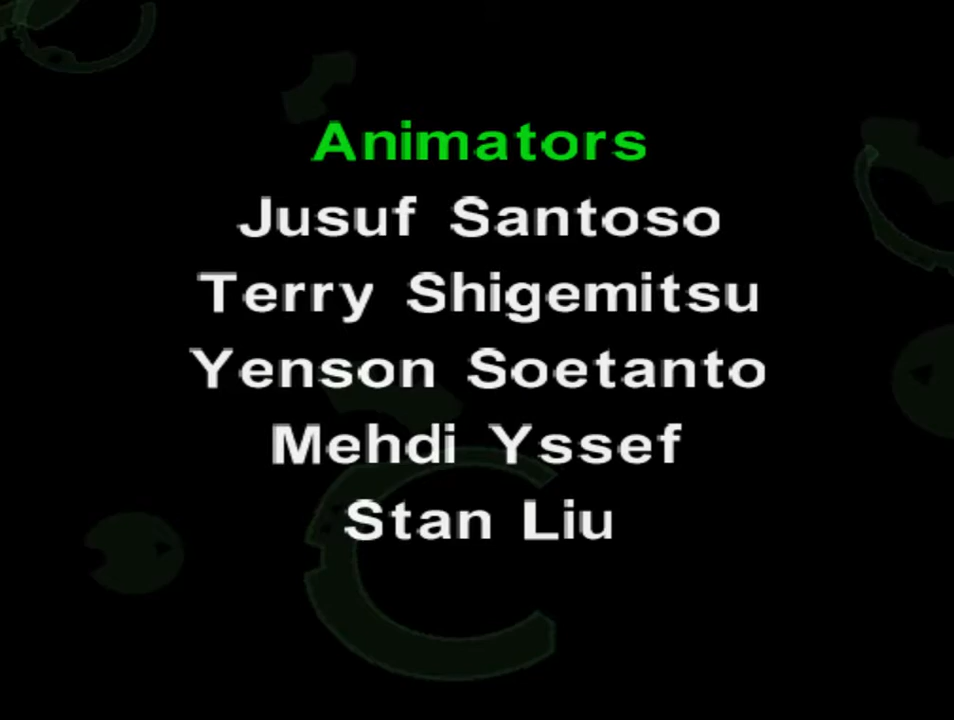 Animators
Jusuf Santoso
Terry Shigemitsu
Yenson Soetanto
Mehdi Yssef
Stan Liu